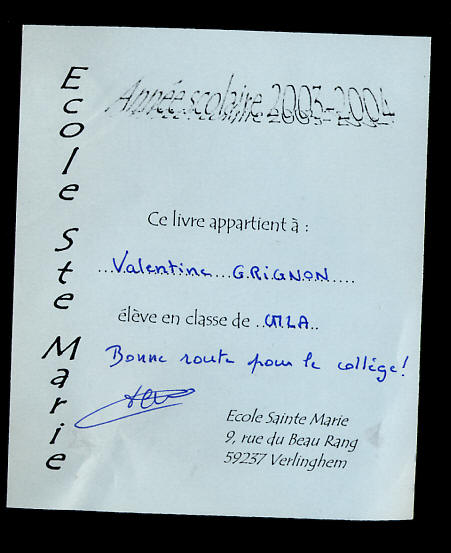 Ecole Ste Marie
Année scolaire 2003-2004
Ce livre appartient à :
...Valentine...GRiGNON....
élève en classe de ..CM.A..
Bonne route pour le collège!
Ecole Sainte Marie
9, rue du Beau Rang
59237 Verlinghem